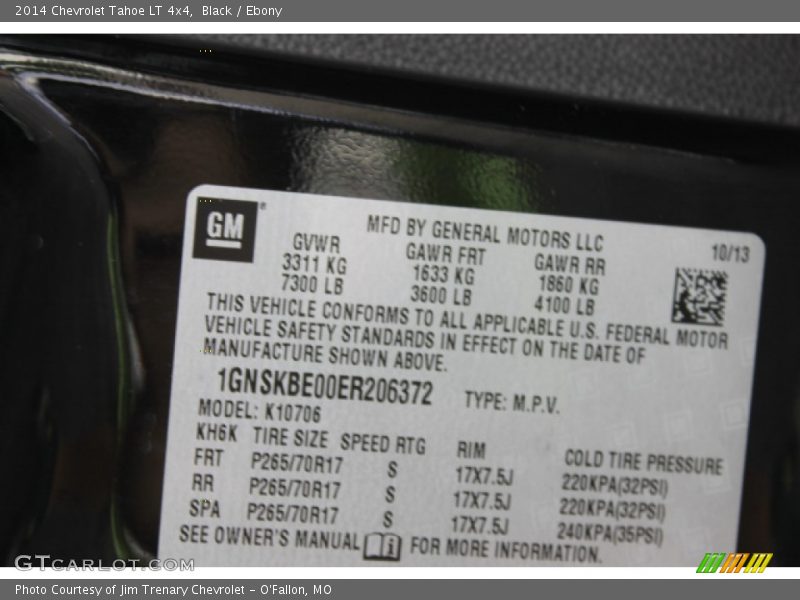 2014 Chevrolet Tahoe LT 4x4, Black / Ebony
GM®
MFD BY GENERAL MOTORS LLC
10/13
GVWR GAWR FRT GAWR RR
3311 KG 1633 KG 1860 KG
7300 LB 3600 LB 4100 LB
THIS VEHICLE CONFORMS TO ALL APPLICABLE U.S. FEDERAL MOTOR
VEHICLE SAFETY STANDARDS IN EFFECT ON THE DATE OF
MANUFACTURE SHOWN ABOVE.
1GNSKBE00ER206372 TYPE: M.P.V.
MODEL: K10706
KH6K TIRE SIZE SPEED RTG RIM COLD TIRE PRESSURE
FRT P265/70R17 S 17X7.5J 220KPA(32PSI)
RR P265/70R17 S 17X7.5J 220KPA(32PSI)
SPA P265/70R17 S 17X7.5J 240KPA(35PSI)
SEE OWNER'S MANUAL i FOR MORE INFORMATION.
GTCARLOT.COM
Photo Courtesy of Jim Trenary Chevrolet - O'Fallon, MO